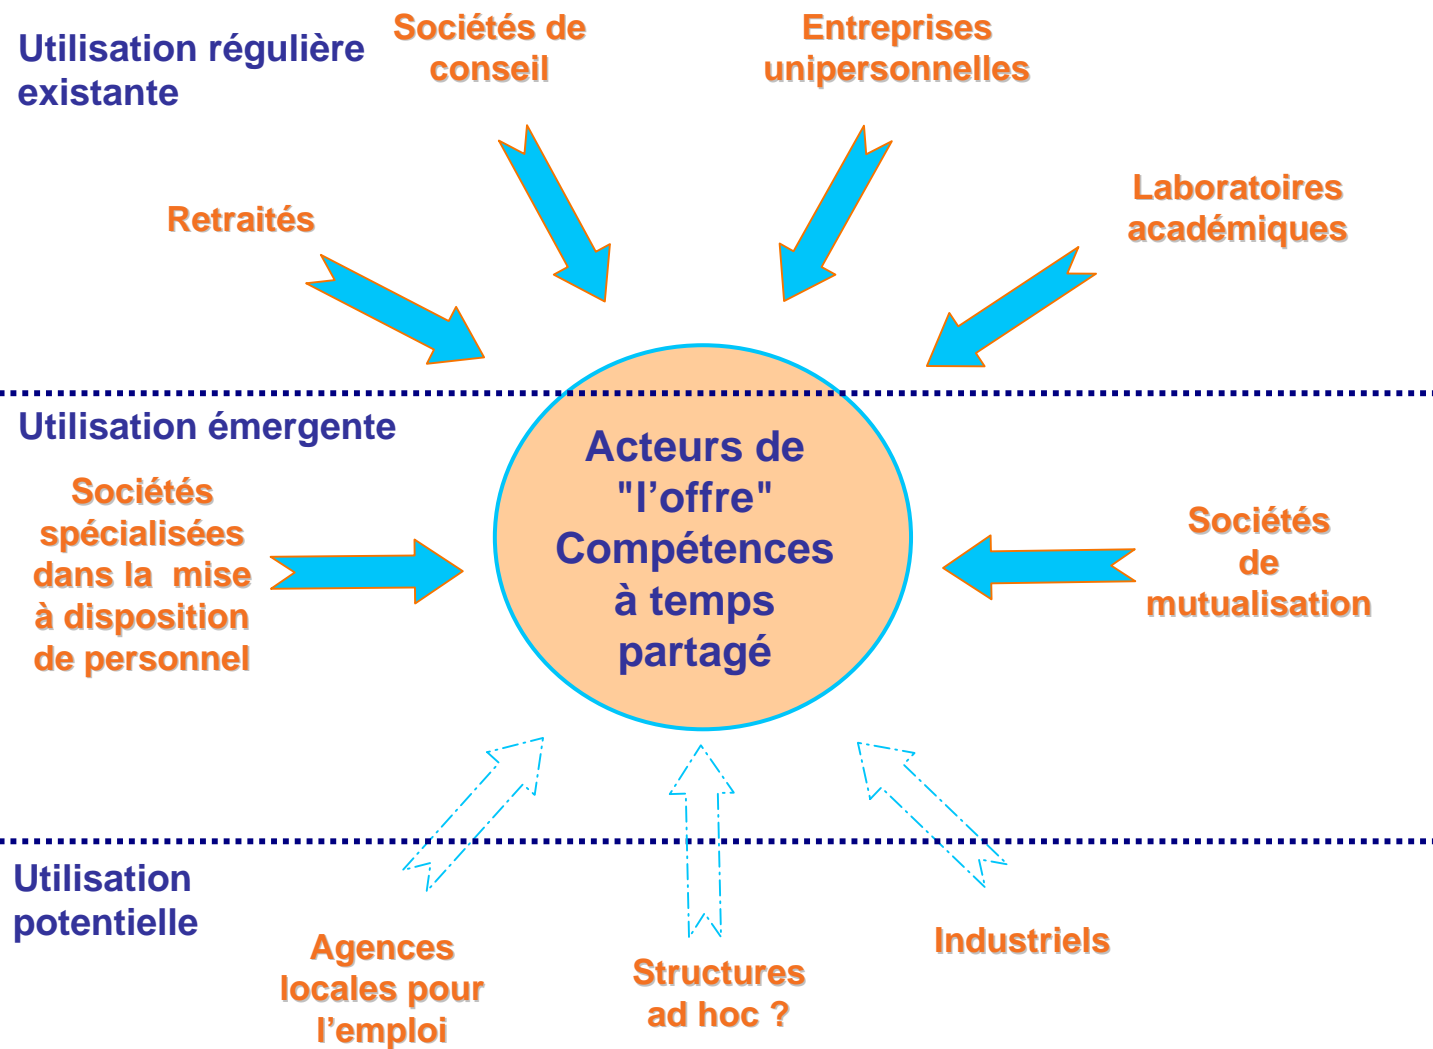 Utilisation régulière
existante
Sociétés de
conseil
Entreprises
unipersonnelles
Retraités
Laboratoires
académiques
Utilisation émergente
Sociétés
spécialisées
dans la  mise
à disposition
de personnel
Acteurs de
"l’offre"
Compétences
à temps
partagé
Sociétés
de
mutualisation
Utilisation
potentielle
Agences
locales pour
l’emploi
Structures
ad hoc ?
Industriels